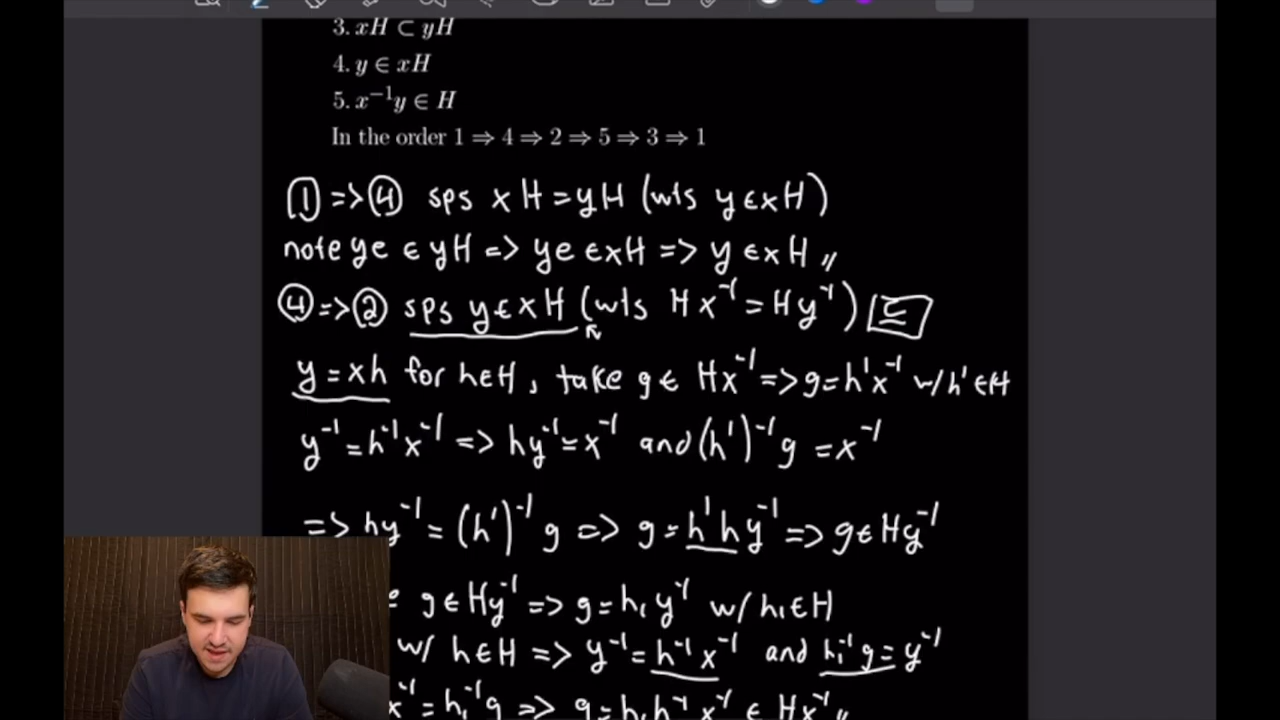 3. xH ⊂ yH
4. y ∈ xH
5. x⁻¹y ∈ H
In the order 1 ⇒ 4 ⇒ 2 ⇒ 5 ⇒ 3 ⇒ 1
① => ④ sps xH = yH (wts y ∈ xH)
note ye ∈ yH => ye ∈ xH => y ∈ xH //
④ => ② sps y ∈ xH (wts Hx⁻¹ = Hy⁻¹) ⊆
y = xh for h ∈ H, take g ∈ Hx⁻¹ => g = h'x⁻¹ w/ h' ∈ H
y⁻¹ = h⁻¹x⁻¹ => hy⁻¹ = x⁻¹ and (h')⁻¹g = x⁻¹
=> hy⁻¹ = (h')⁻¹g => g = h'hy⁻¹ => g ∈ Hy⁻¹
g ∈ Hy⁻¹ => g = h₁y⁻¹ w/ h₁ ∈ H
w/ h ∈ H => y⁻¹ = h⁻¹x⁻¹ and h₁⁻¹g = y⁻¹
x⁻¹ = h₁⁻¹g => g = h₁h⁻¹x⁻¹ ∈ Hx⁻¹ //